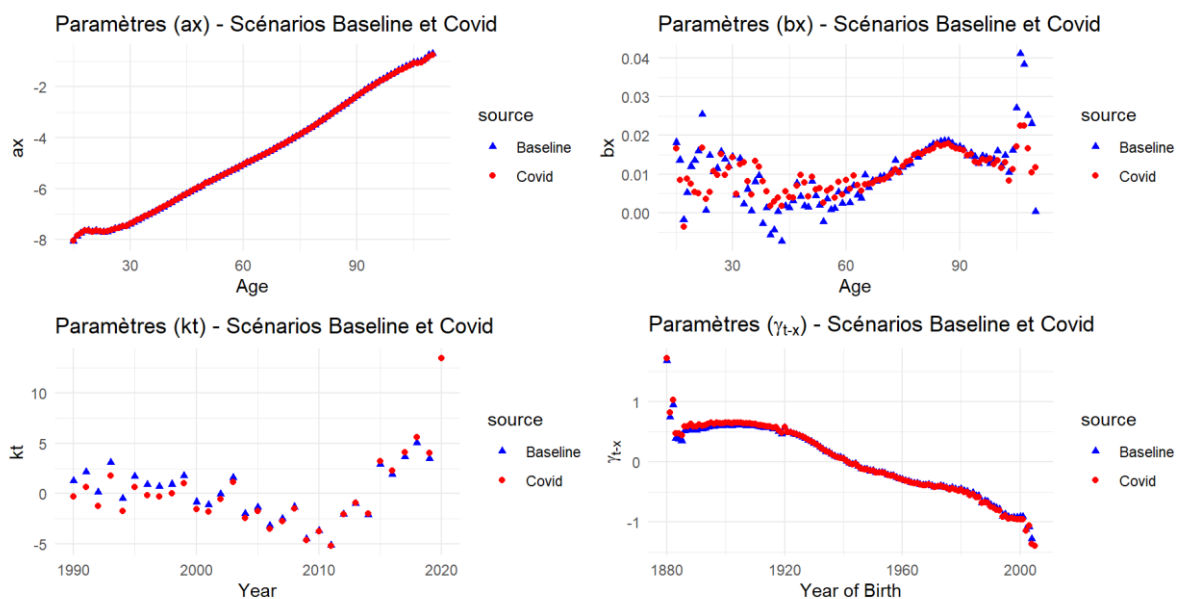 Paramètres (ax) - Scénarios Baseline et Covid
ax
-2
-4
-6
-8
30
60
90
Age
source
Baseline
Covid
Paramètres (bx) - Scénarios Baseline et Covid
bx
0.04
0.03
0.02
0.01
0.00
30
60
90
Age
source
Baseline
Covid
Paramètres (kt) - Scénarios Baseline et Covid
kt
10
5
0
-5
1990
2000
2010
2020
Year
source
Baseline
Covid
Paramètres (γt-x) - Scénarios Baseline et Covid
γt-x
1
0
-1
1880
1920
1960
2000
Year of Birth
source
Baseline
Covid